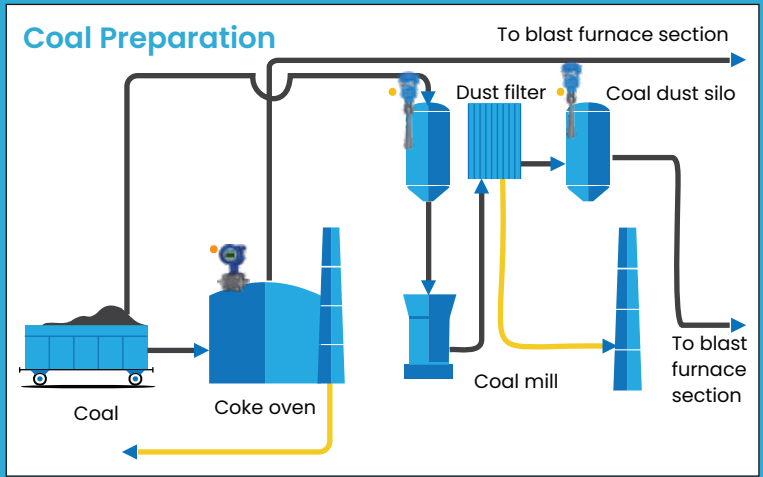 Coal Preparation
To blast furnace section
Dust filter
Coal dust silo
Coal
Coke oven
Coal mill
To blast
furnace
section